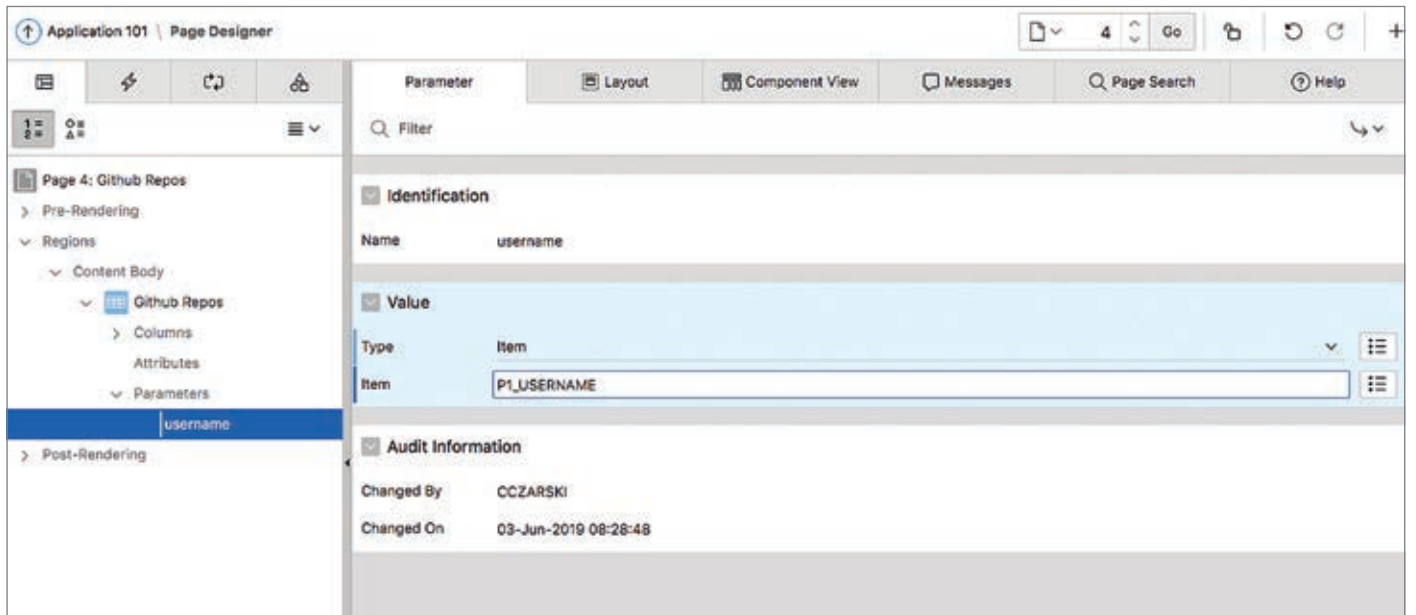 Application 101 \ Page Designer
4 Go
Parameter Layout Component View Messages Page Search Help
Filter
Page 4: Github Repos
Pre-Rendering
Regions
Content Body
Github Repos
Columns
Attributes
Parameters
username
Post-Rendering
Identification
Name username
Value
Type Item
Item P1_USERNAME
Audit Information
Changed By CCZARSKI
Changed On 03-Jun-2019 08:28:48